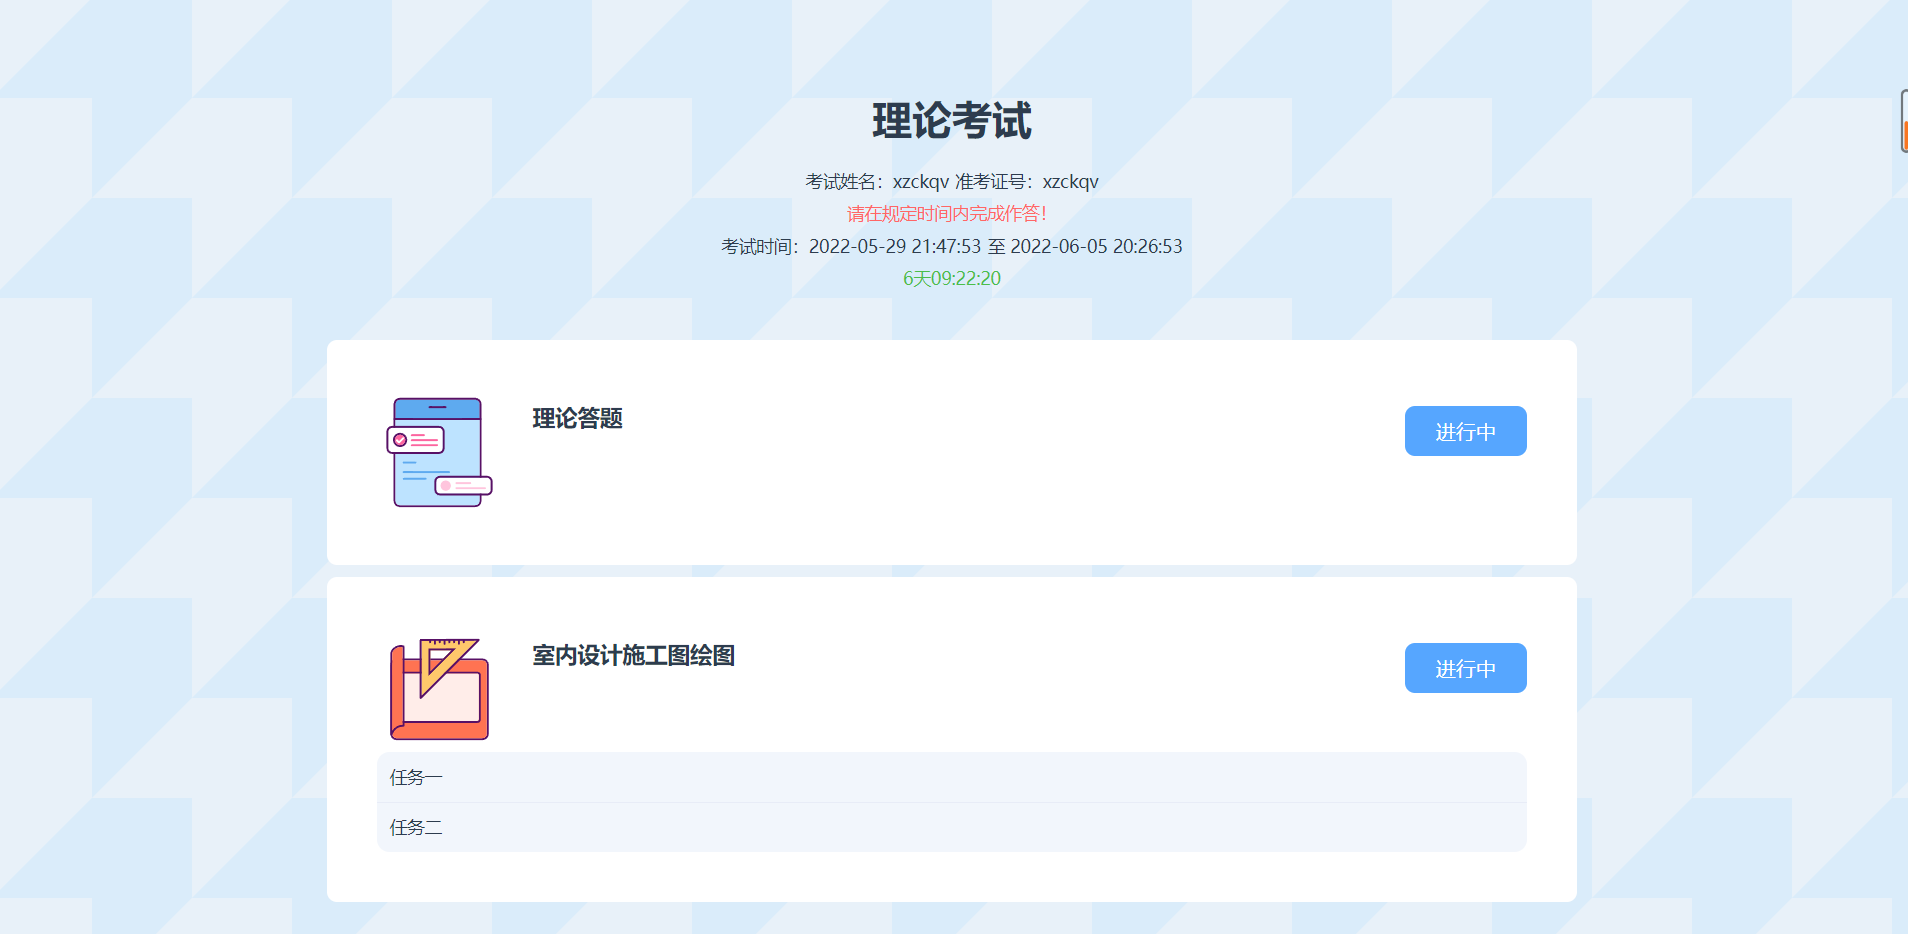 理论考试
考试姓名：xzckqv 准考证号：xzckqv
请在规定时间内完成作答！
考试时间：2022-05-29 21:47:53 至 2022-06-05 20:26:53
6天09:22:20
理论答题
进行中
室内设计施工图绘图
进行中
任务一
任务二